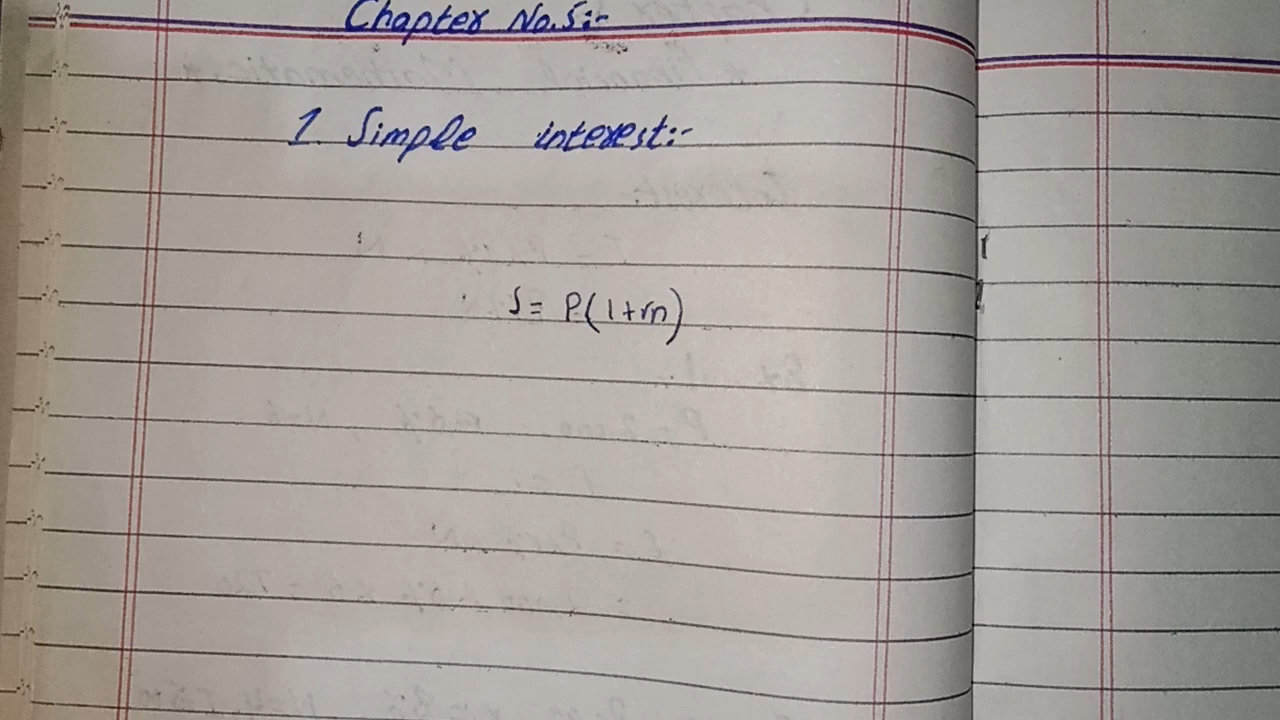 Chapter No.5:-
1. Simple interest:-
S= P(1+rn)